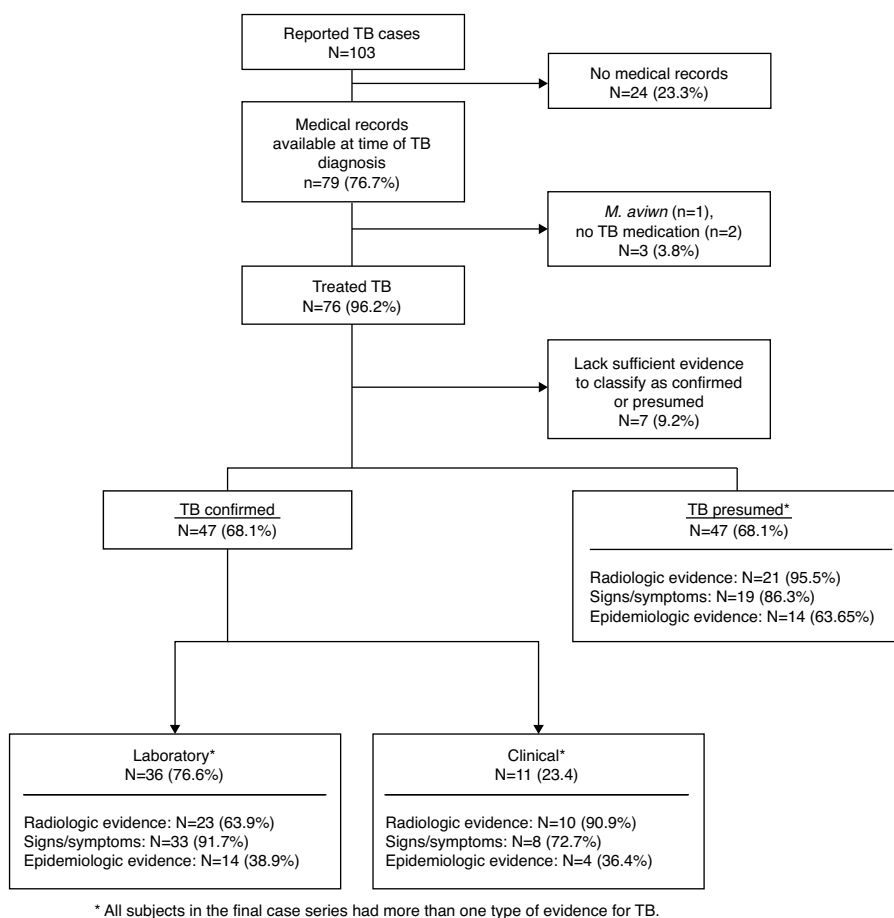 Reported TB cases
N=103
No medical records
N=24 (23.3%)
Medical records
available at time of TB
diagnosis
n=79 (76.7%)
M. aviwn (n=1),
no TB medication (n=2)
N=3 (3.8%)
Treated TB
N=76 (96.2%)
Lack sufficient evidence
to classify as confirmed
or presumed
N=7 (9.2%)
TB confirmed
N=47 (68.1%)
TB presumed*
N=47 (68.1%)
Radiologic evidence: N=21 (95.5%)
Signs/symptoms: N=19 (86.3%)
Epidemiologic evidence: N=14 (63.65%)
Laboratory*
N=36 (76.6%)
Radiologic evidence: N=23 (63.9%)
Signs/symptoms: N=33 (91.7%)
Epidemiologic evidence: N=14 (38.9%)
Clinical*
N=11 (23.4)
Radiologic evidence: N=10 (90.9%)
Signs/symptoms: N=8 (72.7%)
Epidemiologic evidence: N=4 (36.4%)
* All subjects in the final case series had more than one type of evidence for TB.